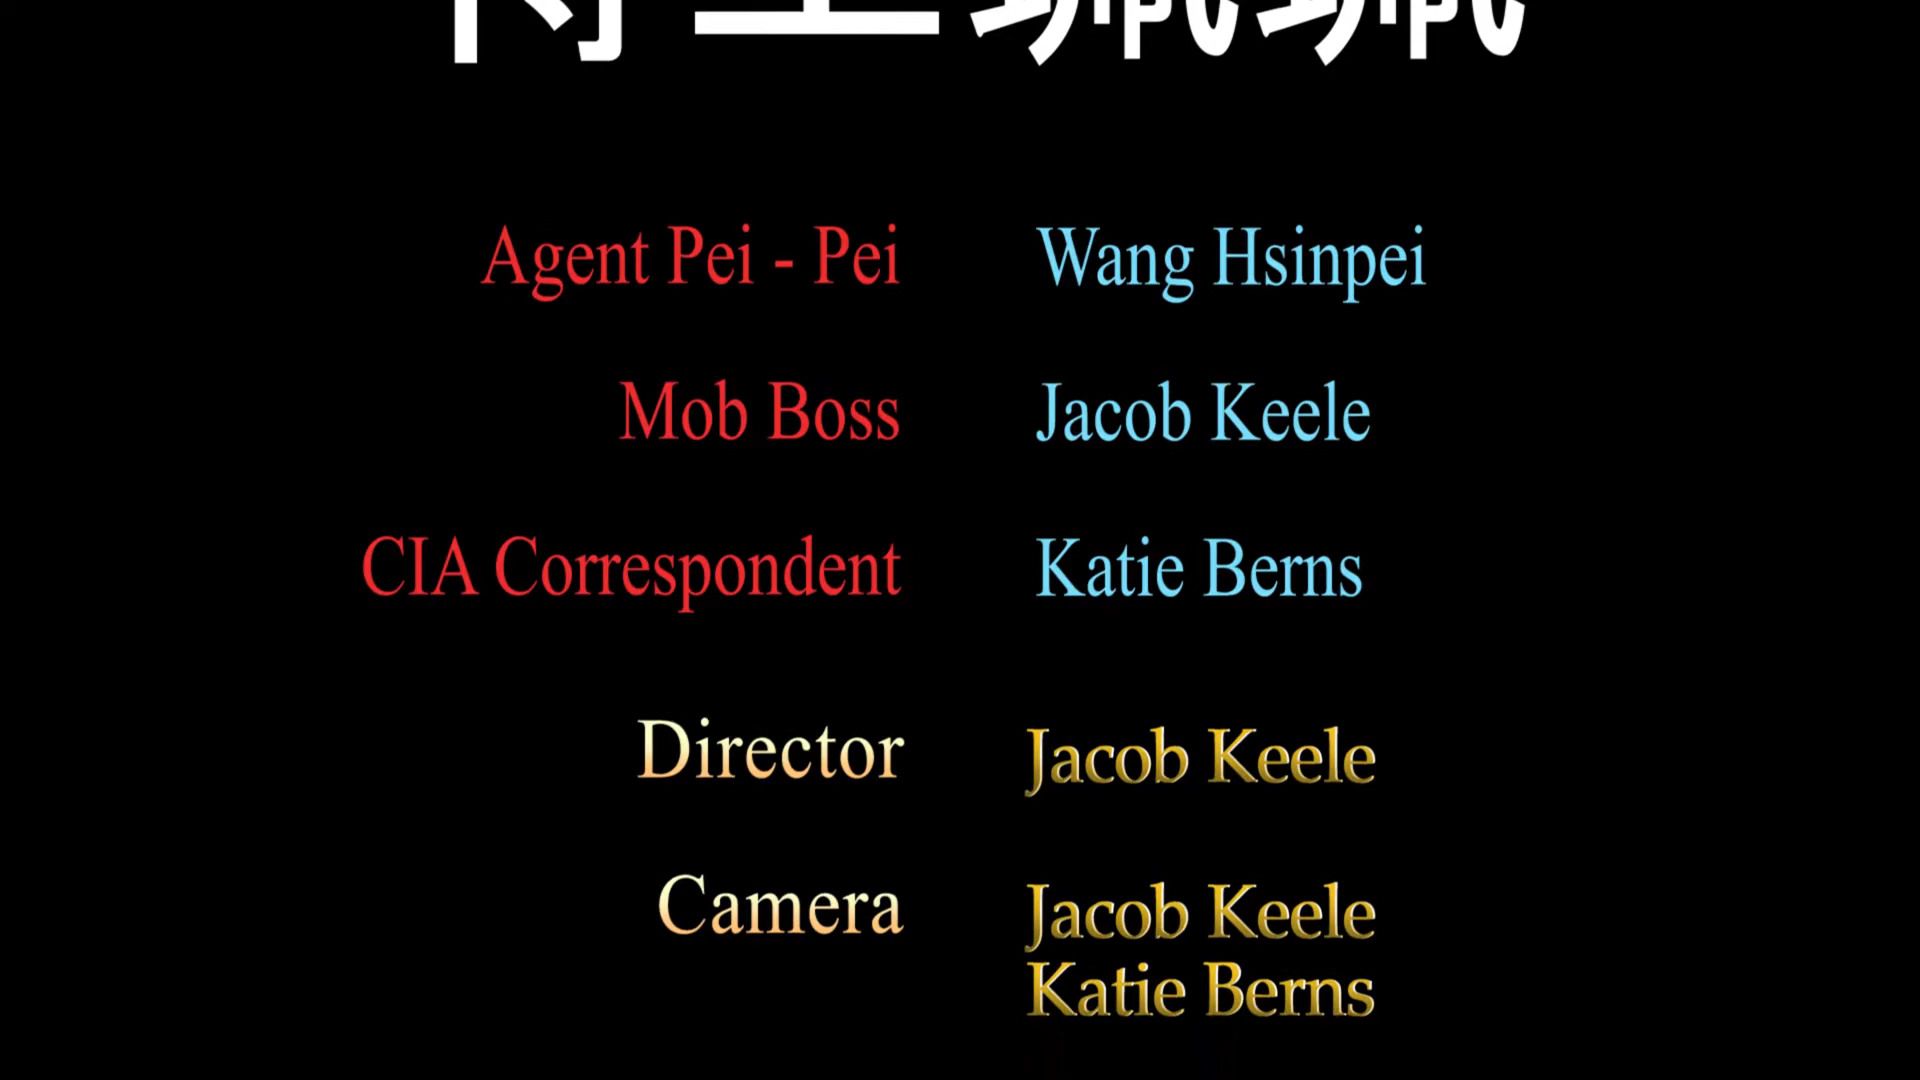 Agent Pei - Pei Wang Hsinpei
Mob Boss Jacob Keele
CIA Correspondent Katie Berns
Director Jacob Keele
Camera Jacob Keele
Katie Berns